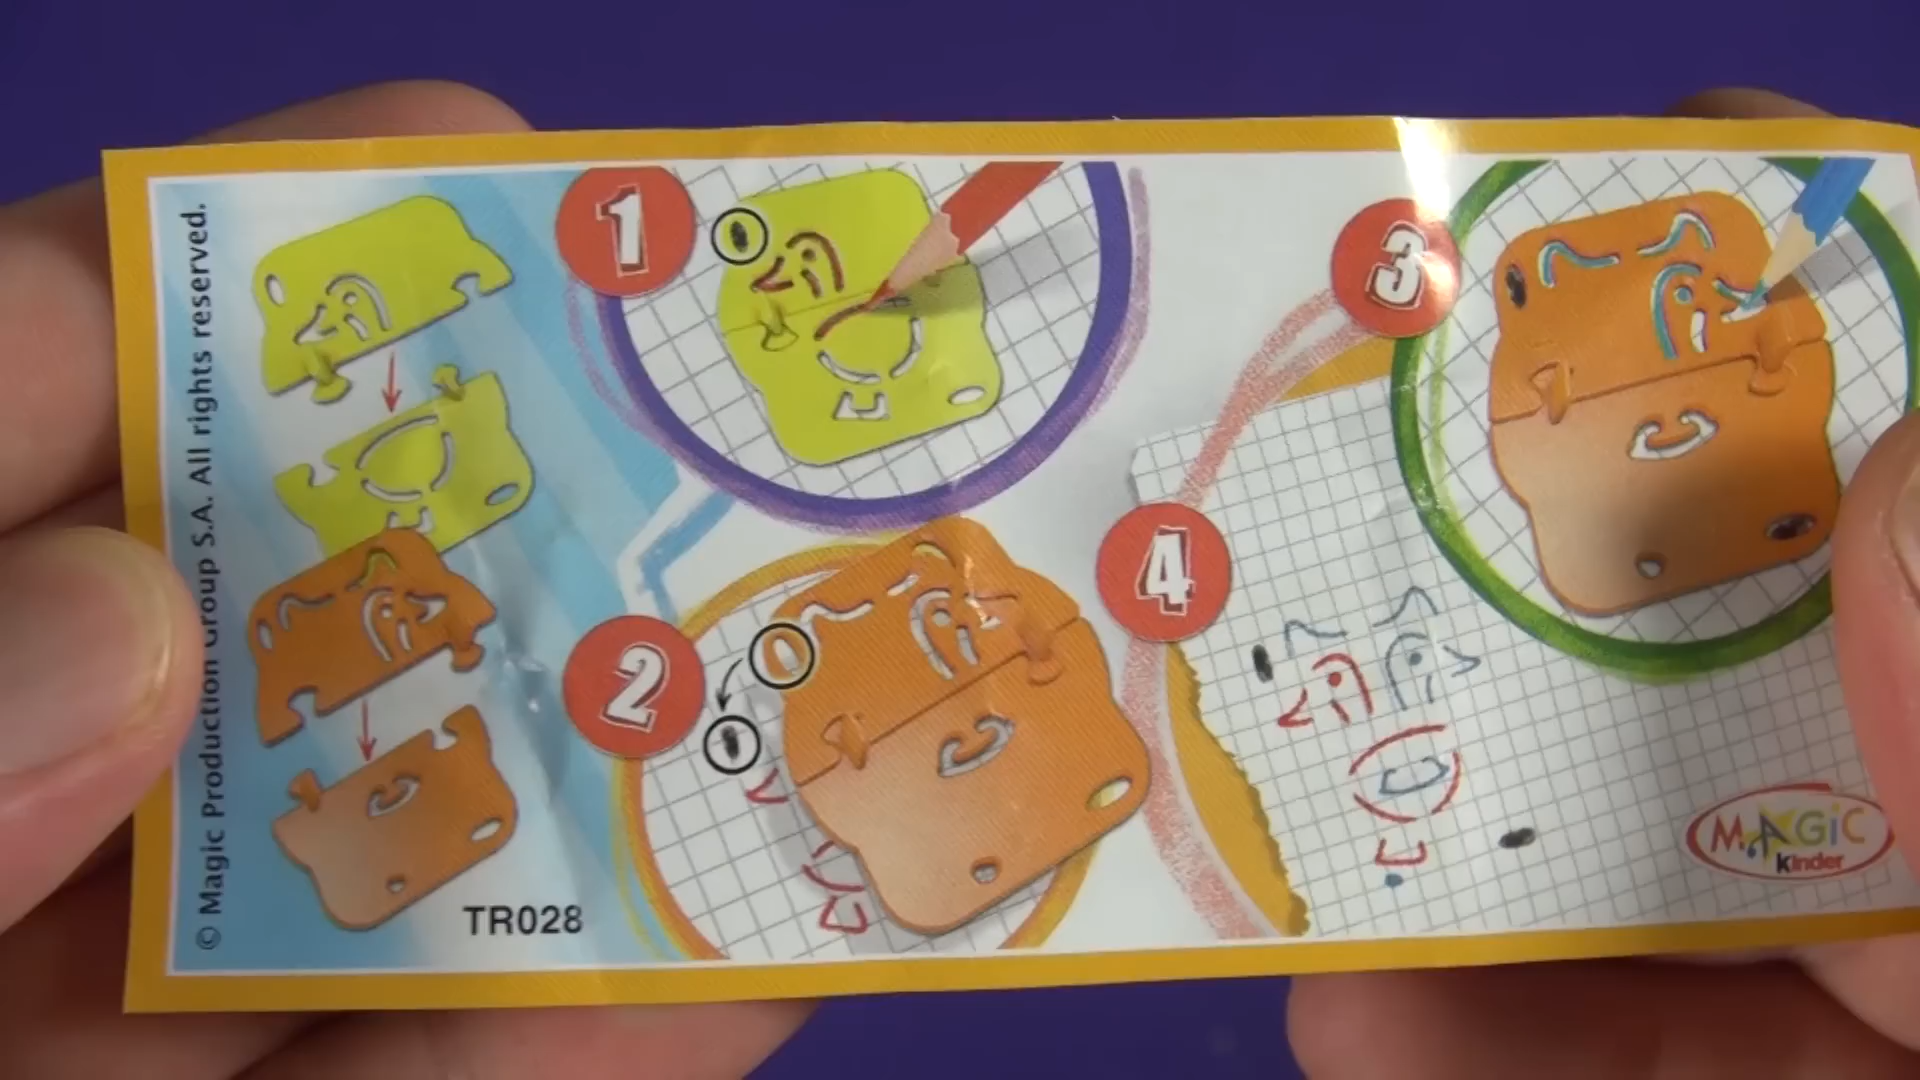 © Magic Production Group S.A. All rights reserved.
TR028
1
2
3
4
MAGiC
Kinder